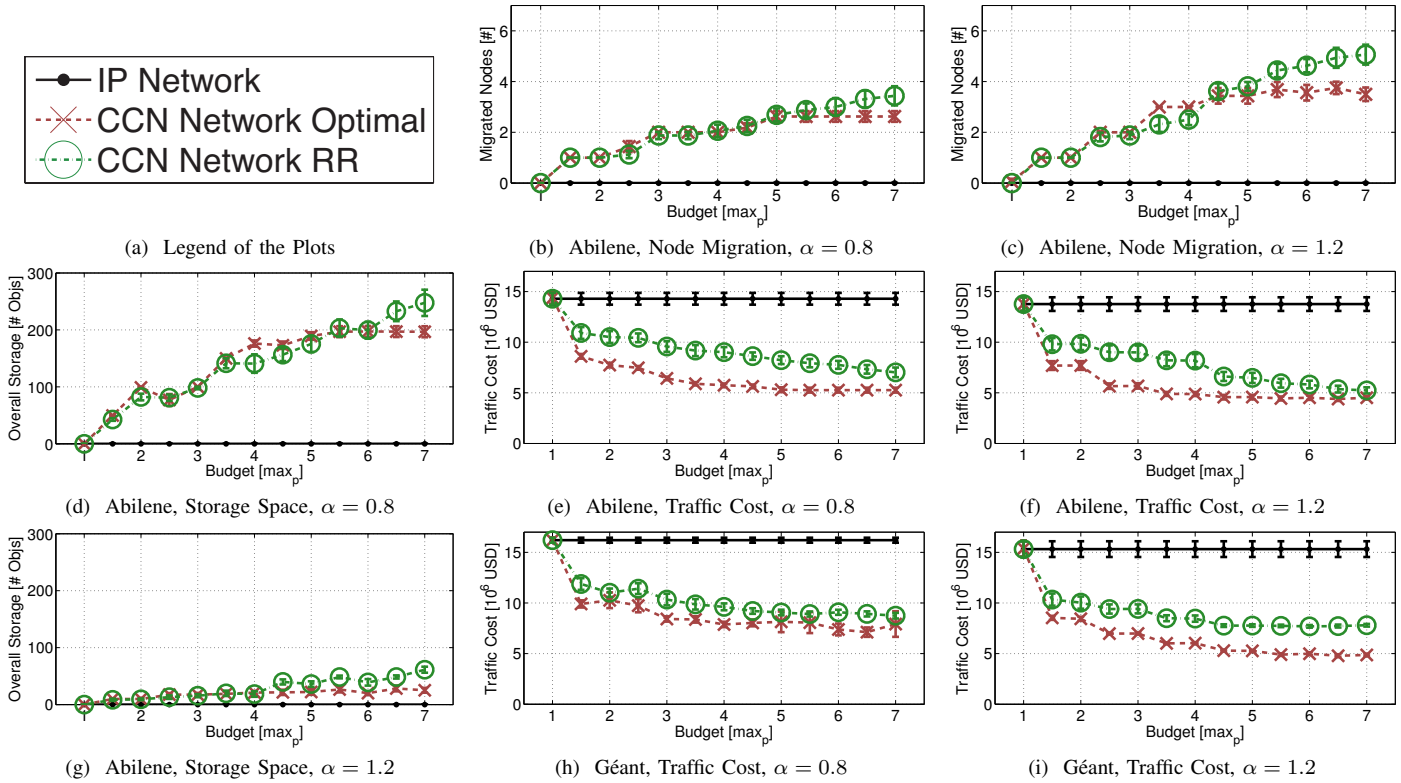 IP Network
CCN Network Optimal
CCN Network RR
(a) Legend of the Plots
Migrated Nodes [#]
6
4
2
0
1 2 3 4 5 6 7
Budget [max_p]
(b) Abilene, Node Migration, α = 0.8
Migrated Nodes [#]
6
4
2
0
1 2 3 4 5 6 7
Budget [max_p]
(c) Abilene, Node Migration, α = 1.2
Overall Storage [# Objs]
300
200
100
0
1 2 3 4 5 6 7
Budget [max_p]
(d) Abilene, Storage Space, α = 0.8
Traffic Cost [10^6 USD]
15
10
5
0
1 2 3 4 5 6 7
Budget [max_p]
(e) Abilene, Traffic Cost, α = 0.8
Traffic Cost [10^6 USD]
15
10
5
0
1 2 3 4 5 6 7
Budget [max_p]
(f) Abilene, Traffic Cost, α = 1.2
Overall Storage [# Objs]
300
200
100
0
1 2 3 4 5 6 7
Budget [max_p]
(g) Abilene, Storage Space, α = 1.2
Traffic Cost [10^6 USD]
15
10
5
0
1 2 3 4 5 6 7
Budget [max_p]
(h) Géant, Traffic Cost, α = 0.8
Traffic Cost [10^6 USD]
15
10
5
0
1 2 3 4 5 6 7
Budget [max_p]
(i) Géant, Traffic Cost, α = 1.2